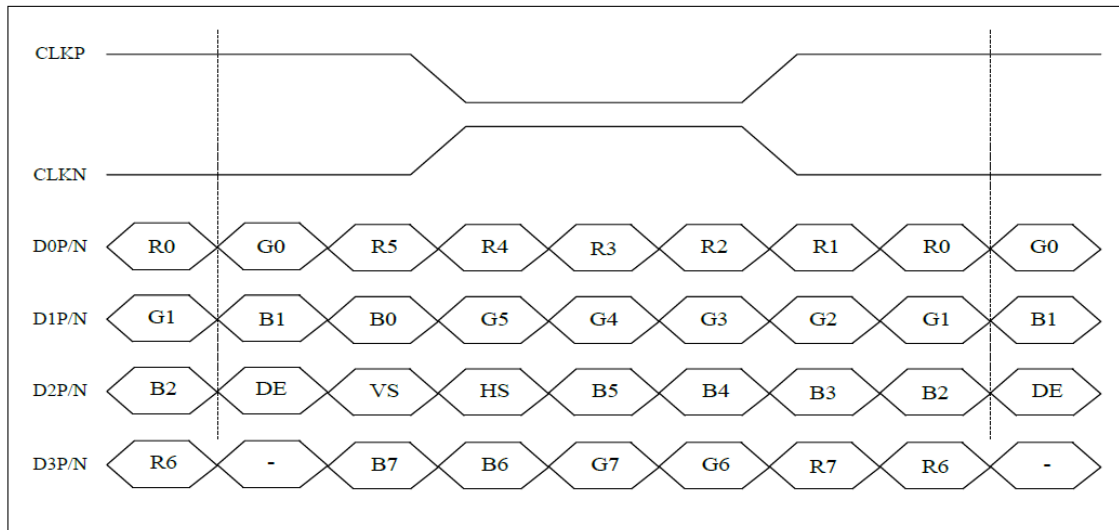 CLKP
CLKN
D0P/N R0 G0 R5 R4 R3 R2 R1 R0 G0
D1P/N G1 B1 B0 G5 G4 G3 G2 G1 B1
D2P/N B2 DE VS HS B5 B4 B3 B2 DE
D3P/N R6 - B7 B6 G7 G6 R7 R6 -